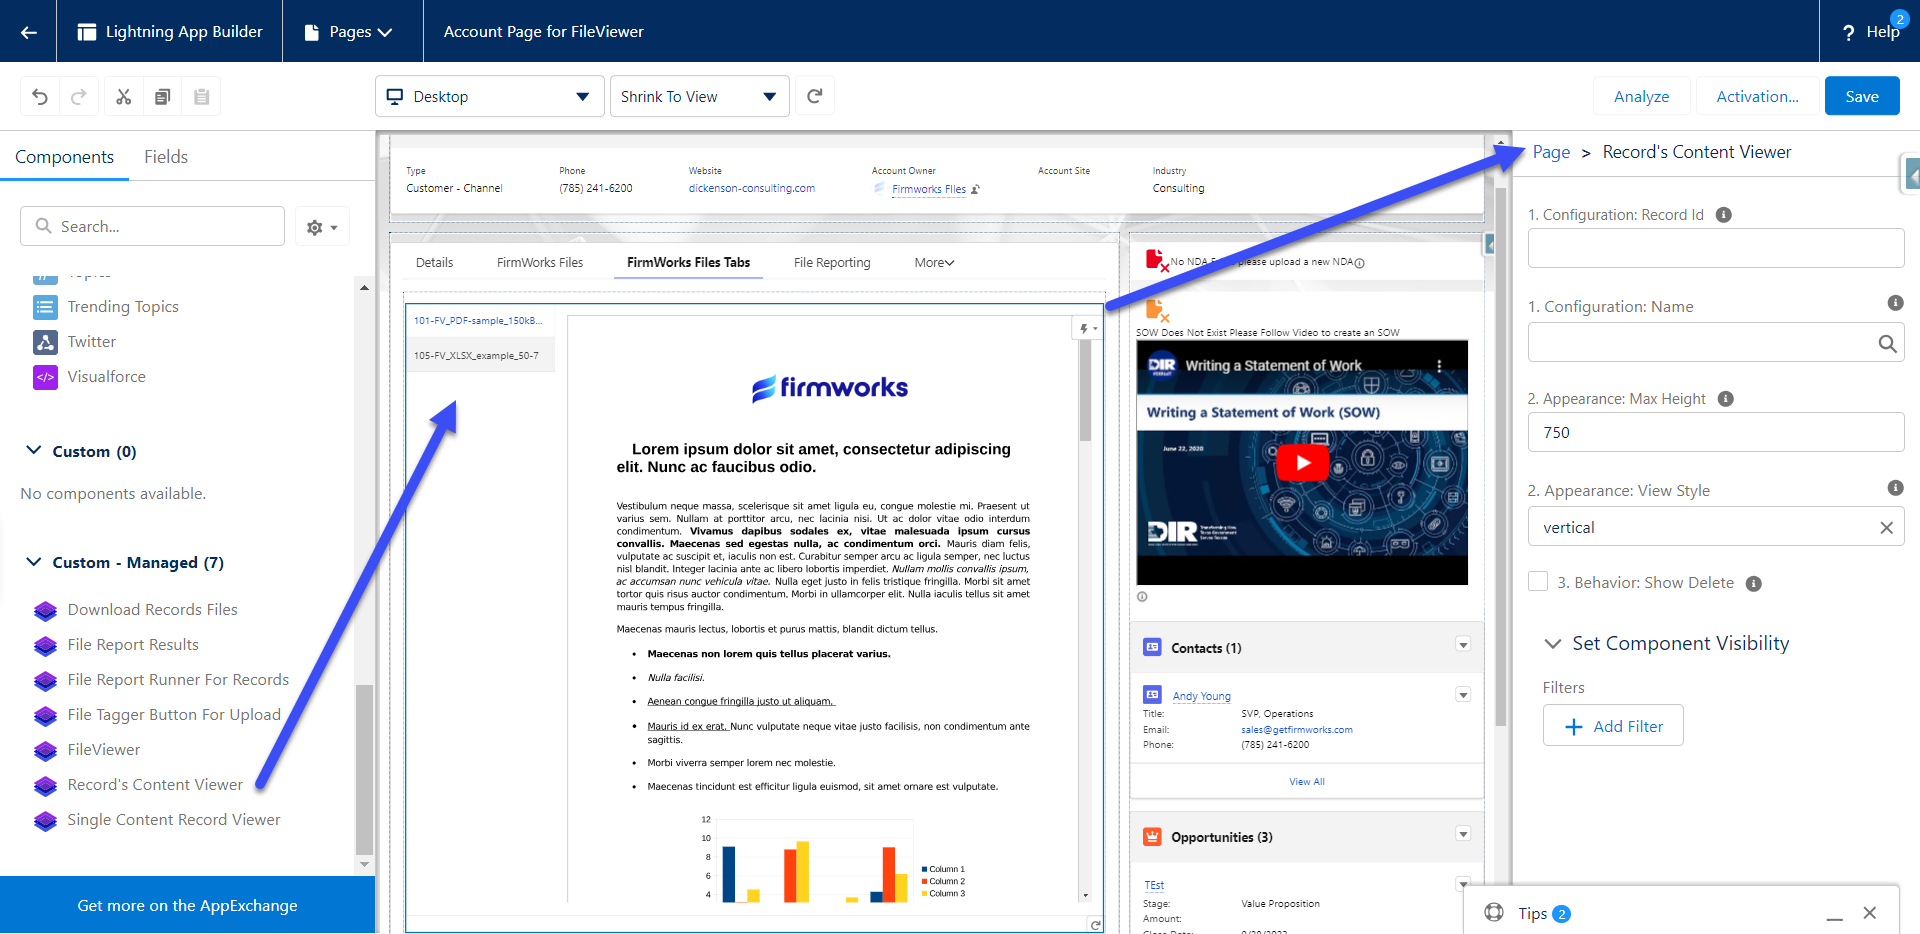 Lightning App Builder
Pages
Account Page for FileViewer
? Help
2
Desktop
Shrink To View
Analyze
Activation...
Save
Components
Fields
Search...
Topics
Trending Topics
Twitter
Visualforce
Custom (0)
No components available.
Custom - Managed (7)
Download Records Files
File Report Results
File Report Runner For Records
File Tagger Button For Upload
FileViewer
Record's Content Viewer
Single Content Record Viewer
Get more on the AppExchange
Type
Customer - Channel
Phone
(785) 241-6200
Website
dickenson-consulting.com
Account Owner
Firmworks Files
Account Site
Industry
Consulting
Details
FirmWorks Files
FirmWorks Files Tabs
File Reporting
More
101-FV_PDF-sample_150kB...
105-FV_XLSX_example_50-7
firmworks
Lorem ipsum dolor sit amet, consectetur adipiscing
elit. Nunc ac faucibus odio.
Vestibulum neque massa, scelerisque sit amet ligula eu, congue molestie mi. Praesent ut
varius sem. Nullam at porttitor arcu, nec lacinia nisi. Ut ac dolor vitae odio interdum
condimentum. Vivamus dapibus sodales ex, vitae malesuada ipsum cursus
convallis. Maecenas sed egestas nulla, ac condimentum orci. Mauris diam felis,
vulputate ac suscipit et, iaculis non est. Curabitur semper arcu ac ligula semper, nec luctus
nisl blandit. Integer lacinia ante ac libero lobortis imperdiet. Nullam mollis convallis ipsum,
ac accumsan nunc vehicula vitae. Nulla eget justo in felis tristique fringilla. Morbi sit amet
tortor quis risus auctor condimentum. Morbi in ullamcorper elit. Nulla iaculis tellus sit amet
mauris tempus fringilla.
Maecenas mauris lectus, lobortis et purus mattis, blandit dictum tellus.
• Maecenas non lorem quis tellus placerat varius.
• Nulla facilisi.
• Aenean congue fringilla justo ut aliquam.
• Mauris id ex erat. Nunc vulputate neque vitae justo facilisis, non condimentum ante
sagittis.
• Morbi viverra semper lorem nec molestie.
• Maecenas tincidunt est efficitur ligula euismod, sit amet ornare est vulputate.
12
10
8
6
4
Column 1
Column 2
Column 3
No NDA please upload a new NDA
SOW Does Not Exist Please Follow Video to create an SOW
DIR
Writing a Statement of Work
Writing a Statement of Work (SOW)
June 22, 2020
DIR
Contacts (1)
Andy Young
Title: SVP, Operations
Email: sales@getfirmworks.com
Phone: (785) 241-6200
View All
Opportunities (3)
TEst
Stage: Value Proposition
Amount:
Page > Record's Content Viewer
1. Configuration: Record Id
1. Configuration: Name
2. Appearance: Max Height
750
2. Appearance: View Style
vertical
3. Behavior: Show Delete
Set Component Visibility
Filters
Add Filter
Tips 2